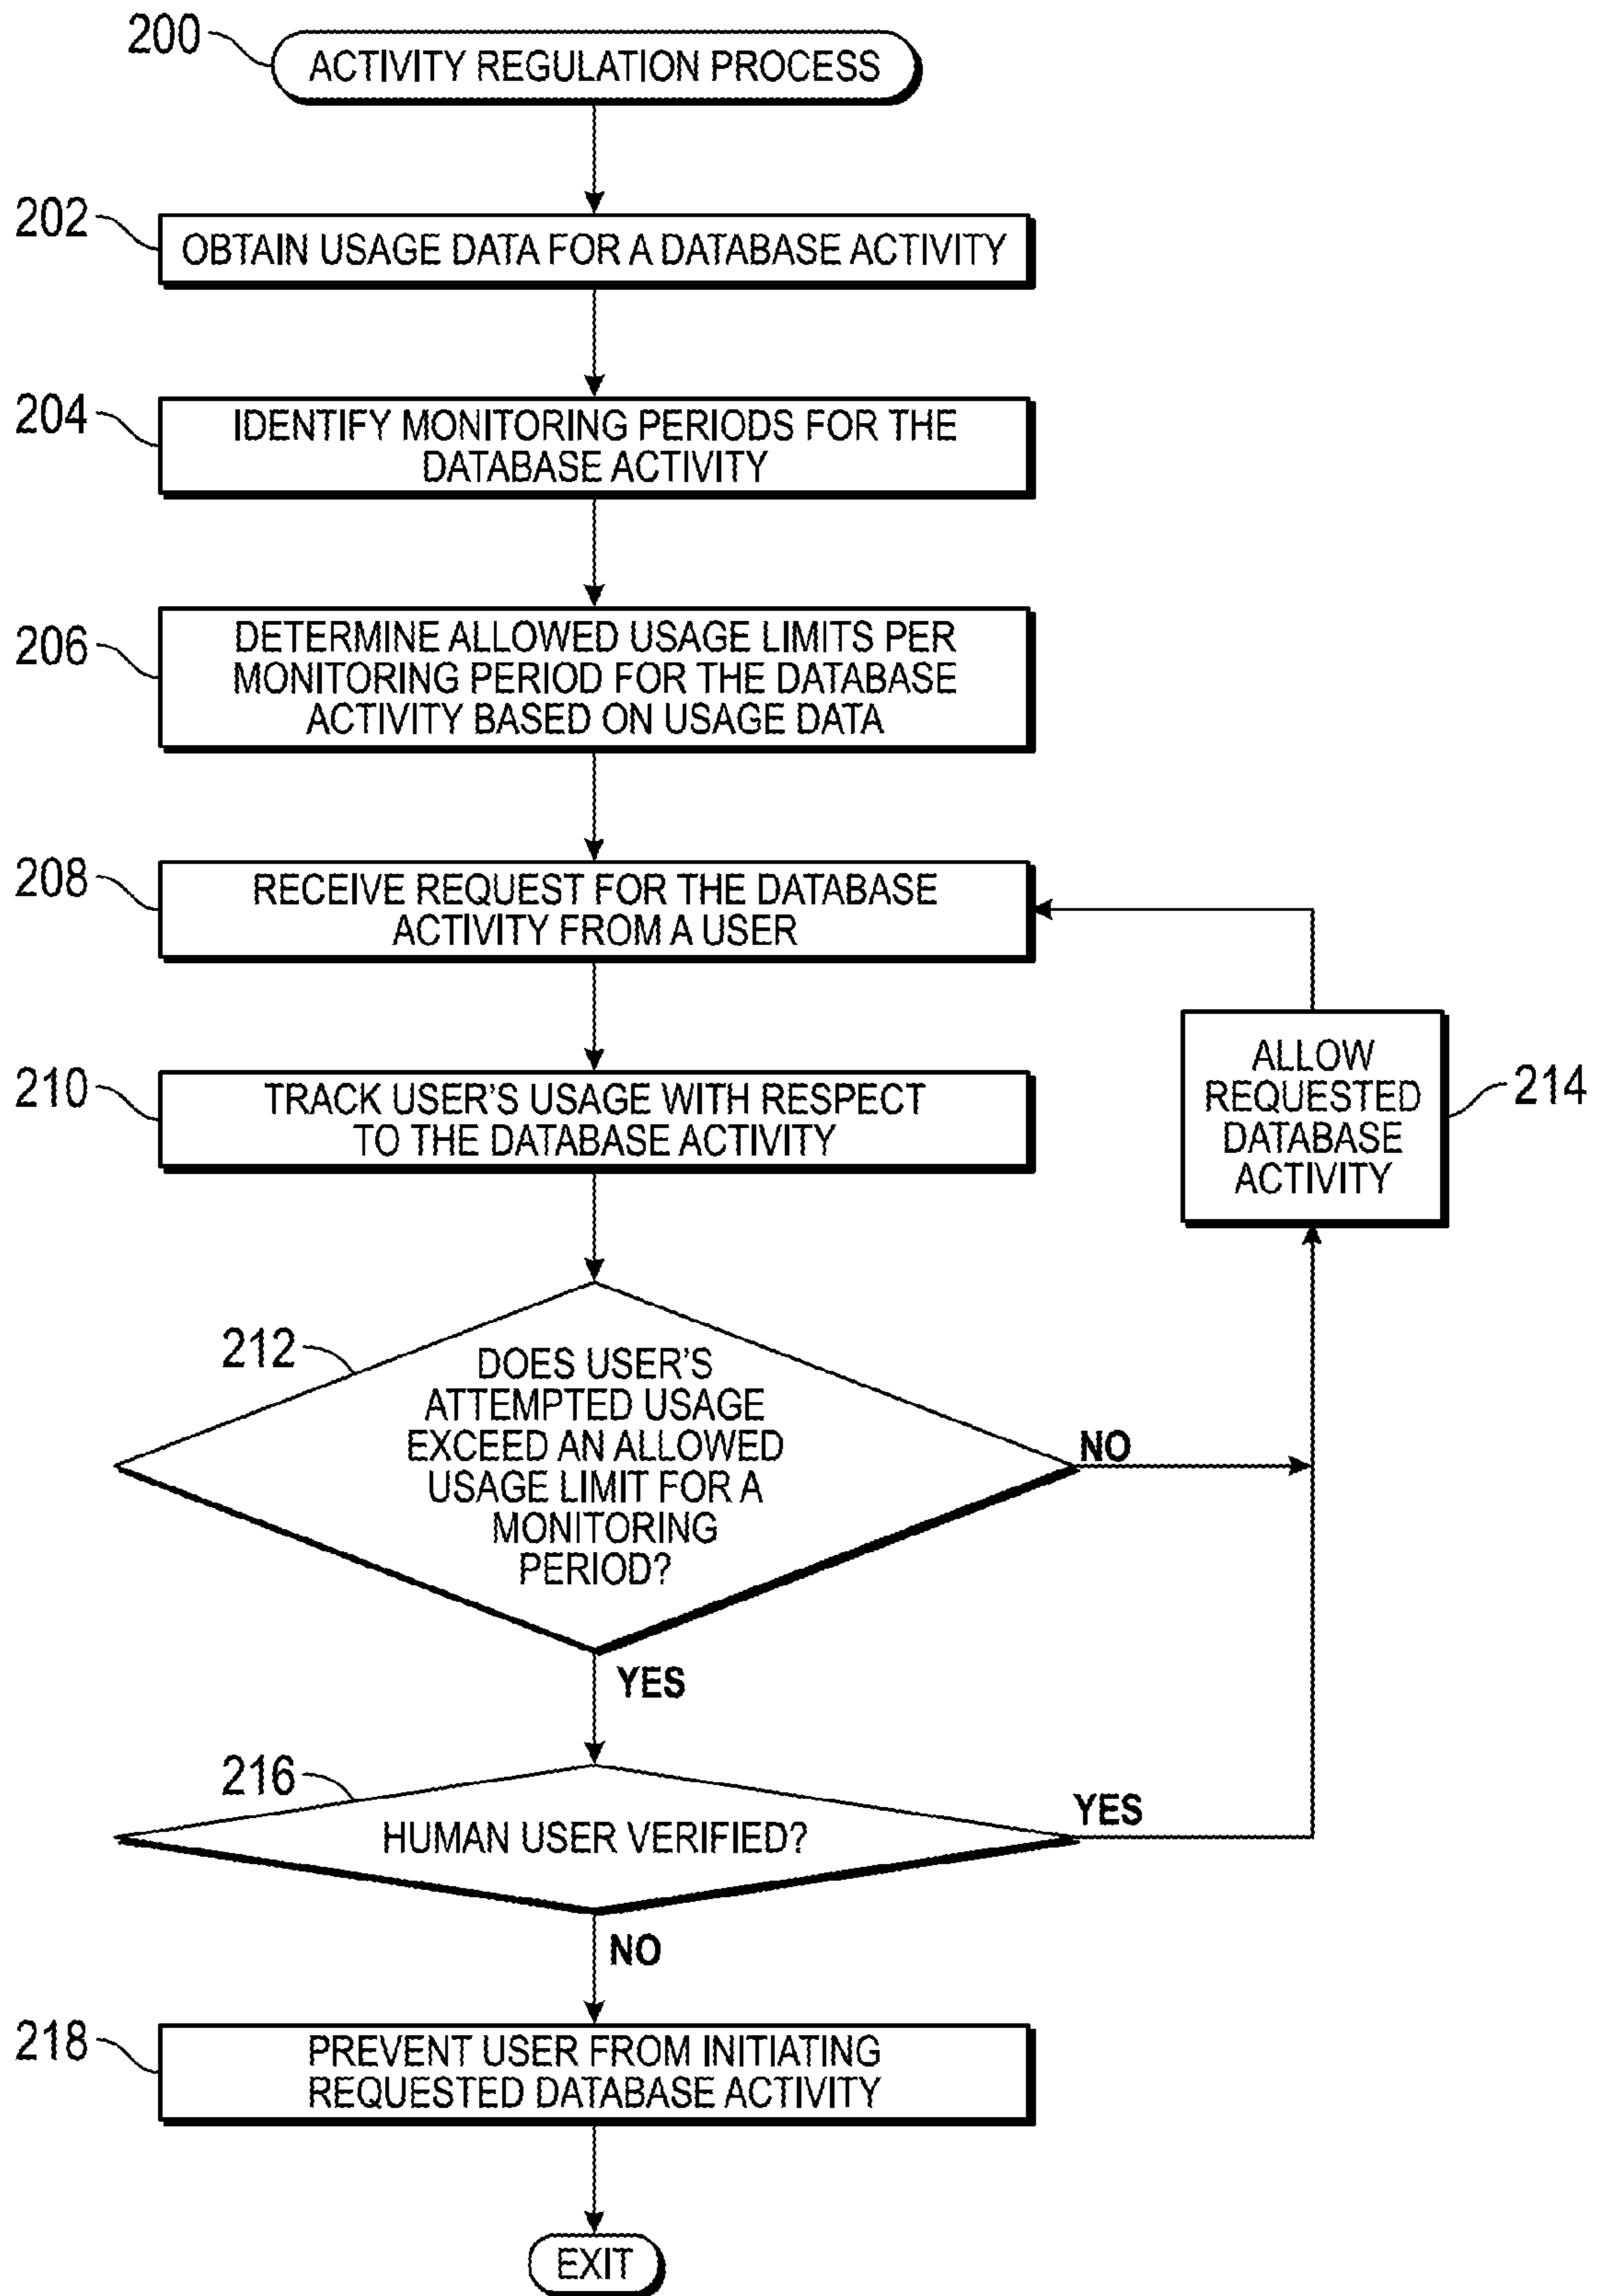 200
ACTIVITY REGULATION PROCESS
202
OBTAIN USAGE DATA FOR A DATABASE ACTIVITY
204
IDENTIFY MONITORING PERIODS FOR THE
DATABASE ACTIVITY
206
DETERMINE ALLOWED USAGE LIMITS PER
MONITORING PERIOD FOR THE DATABASE
ACTIVITY BASED ON USAGE DATA
208
RECEIVE REQUEST FOR THE DATABASE
ACTIVITY FROM A USER
210
TRACK USER'S USAGE WITH RESPECT
TO THE DATABASE ACTIVITY
ALLOW
REQUESTED
DATABASE
ACTIVITY
214
212
DOES USER'S
ATTEMPTED USAGE
EXCEED AN ALLOWED
USAGE LIMIT FOR A
MONITORING
PERIOD?
NO
YES
216
HUMAN USER VERIFIED?
YES
NO
218
PREVENT USER FROM INITIATING
REQUESTED DATABASE ACTIVITY
EXIT